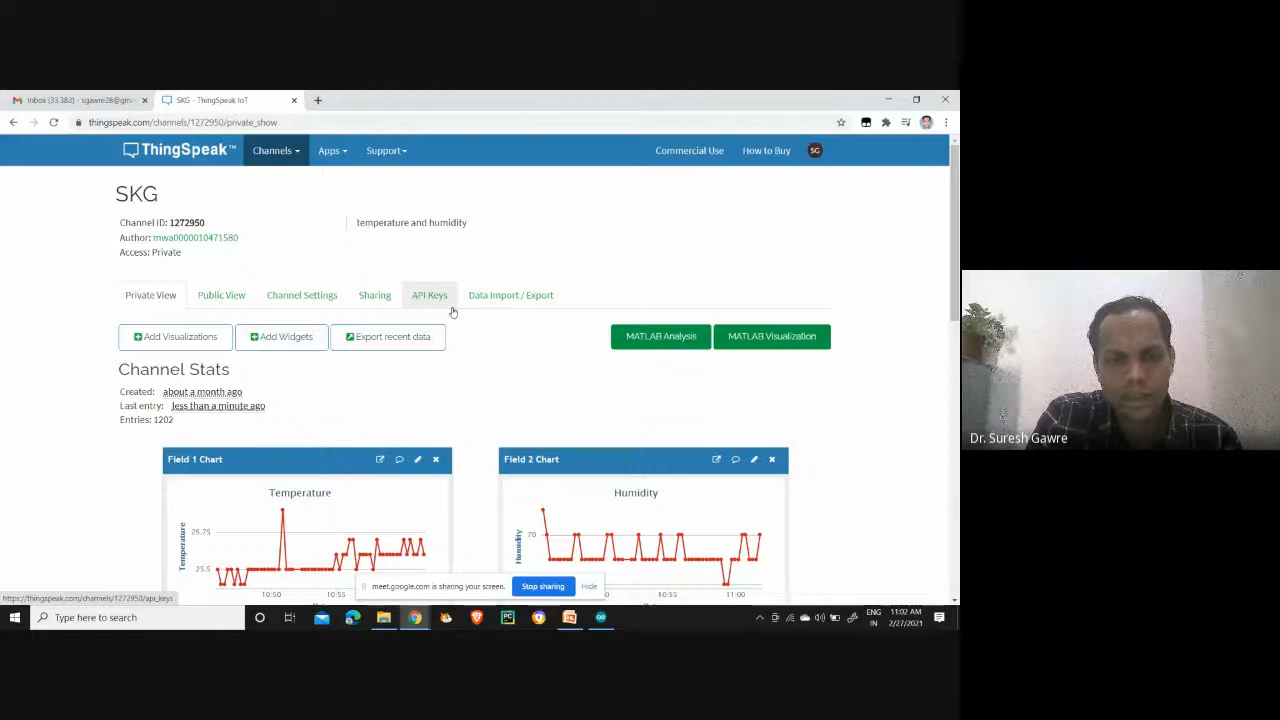 Inbox (33,382) - sgawre28@gma
SKG - ThingSpeak IoT
thingspeak.com/channels/1272950/private_show
ThingSpeak™
Channels
Apps
Support
Commercial Use
How to Buy
SG
SKG
Channel ID: 1272950
temperature and humidity
Author: mwa0000010471580
Access: Private
Private View
Public View
Channel Settings
Sharing
API Keys
Data Import / Export
Add Visualizations
Add Widgets
Export recent data
MATLAB Analysis
MATLAB Visualization
Channel Stats
Created: about a month ago
Last entry: less than a minute ago
Entries: 1202
Field 1 Chart
Field 2 Chart
Temperature
Humidity
Temperature
25.75
25.5
10:50
10:55
Humidity
70
10:55
11:00
meet.google.com is sharing your screen.
Stop sharing
Hide
https://thingspeak.com/channels/1272950/api_keys
Type here to search
ENG
IN
11:02 AM
2/27/2021
Dr. Suresh Gawre